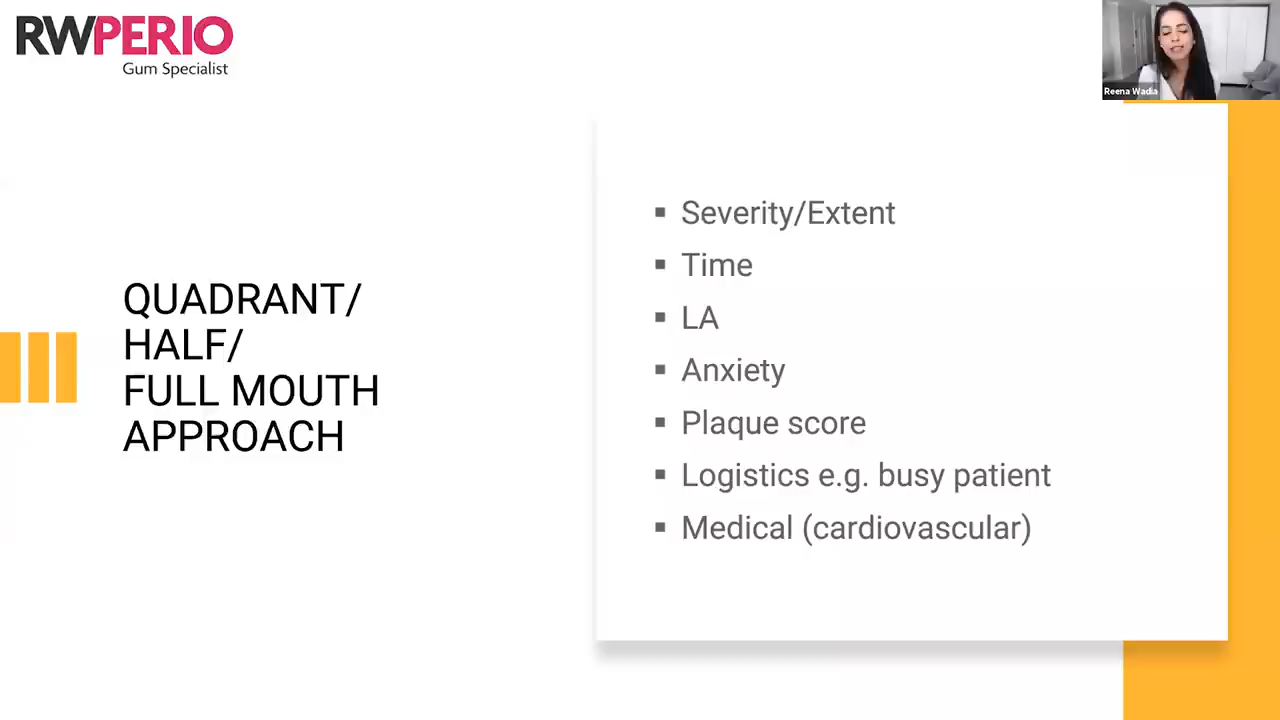 RWPERIO
Gum Specialist
Reena Wadia
QUADRANT/
HALF/
FULL MOUTH
APPROACH
Severity/Extent
Time
LA
Anxiety
Plaque score
Logistics e.g. busy patient
Medical (cardiovascular)